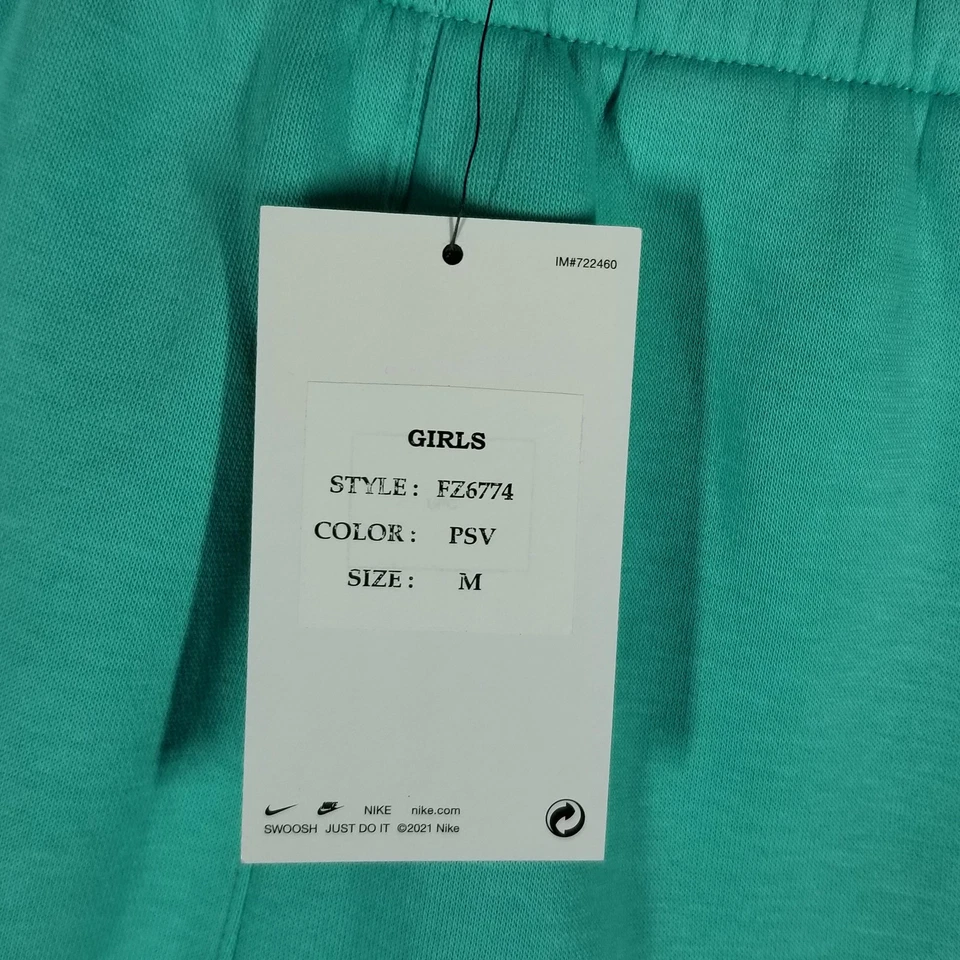 IM#722460
GIRLS
STYLE: FZ6774
COLOR: PSV
SIZE: M
NIKE nike.com
SWOOSH JUST DO IT ©2021 Nike